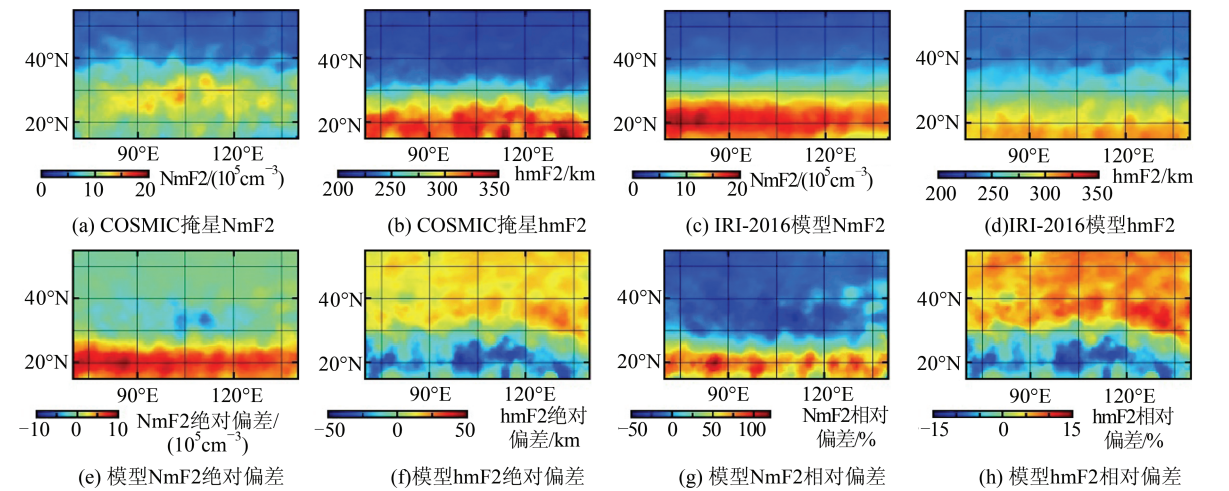 40°N
20°N
90°E 120°E
0 10 20
NmF2/(10⁵cm⁻³)
(a) COSMIC掩星NmF2
40°N
20°N
90°E 120°E
200 250 300 350
hmF2/km
(b) COSMIC掩星hmF2
40°N
20°N
90°E 120°E
0 10 20
NmF2/(10⁵cm⁻³)
(c) IRI-2016模型NmF2
40°N
20°N
90°E 120°E
200 250 300 350
hmF2/km
(d)IRI-2016模型hmF2
40°N
20°N
90°E 120°E
−10 0 10
NmF2绝对偏差/
(10⁵cm⁻³)
(e) 模型NmF2绝对偏差
40°N
20°N
90°E 120°E
−50 0 50
hmF2绝对
偏差/km
(f)模型hmF2绝对偏差
40°N
20°N
90°E 120°E
−50 0 50 100
NmF2相对
偏差/%
(g) 模型NmF2相对偏差
40°N
20°N
90°E 120°E
−15 0 15
hmF2相对
偏差/%
(h) 模型hmF2相对偏差